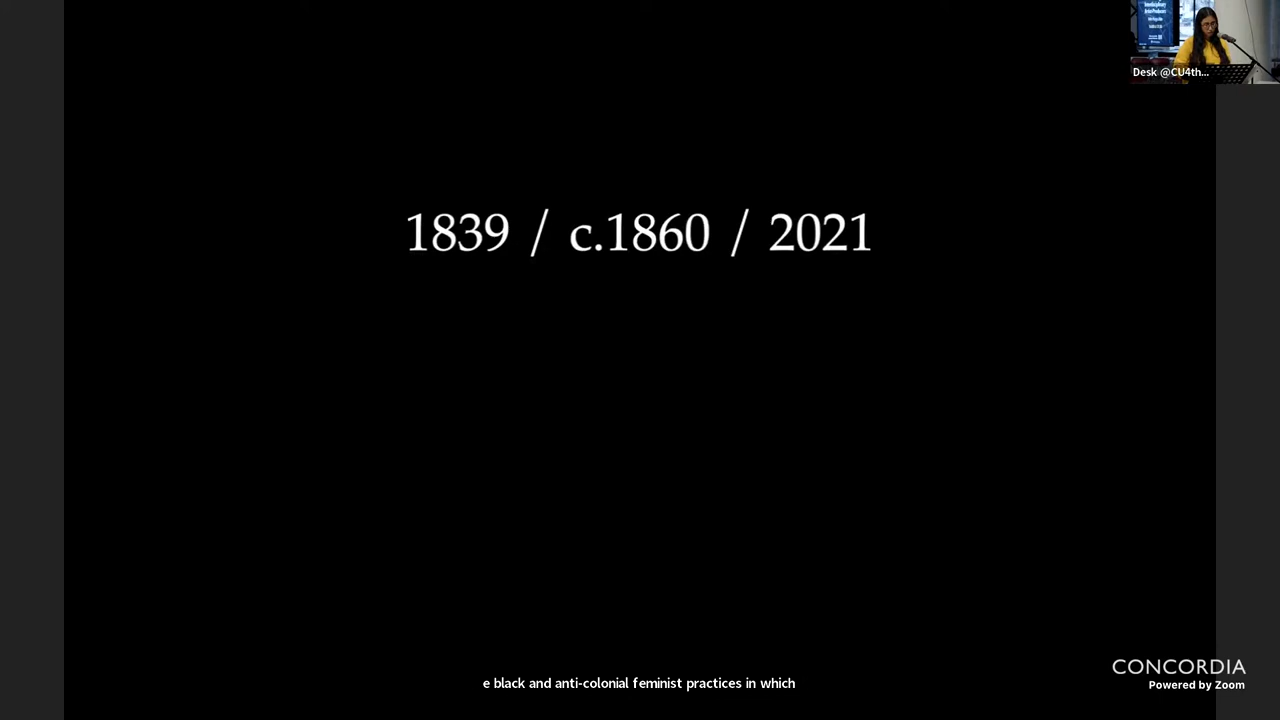 Desk @CU4th...
1839 / c.1860 / 2021
e black and anti-colonial feminist practices in which
CONCORDIA
Powered by Zoom